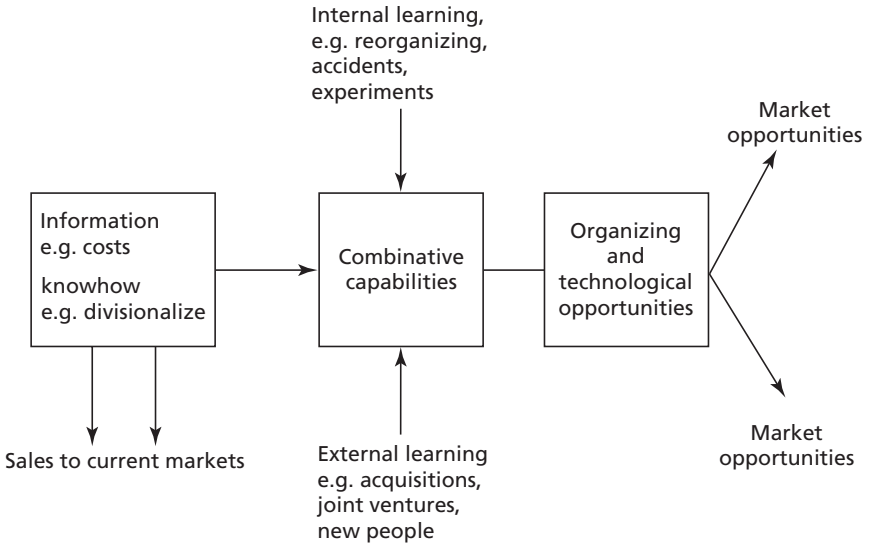 Internal learning,
e.g. reorganizing,
accidents,
experiments
Market
opportunities
Information
e.g. costs
knowhow
e.g. divisionalize
Combinative
capabilities
Organizing
and
technological
opportunities
Sales to current markets
External learning
e.g. acquisitions,
joint ventures,
new people
Market
opportunities